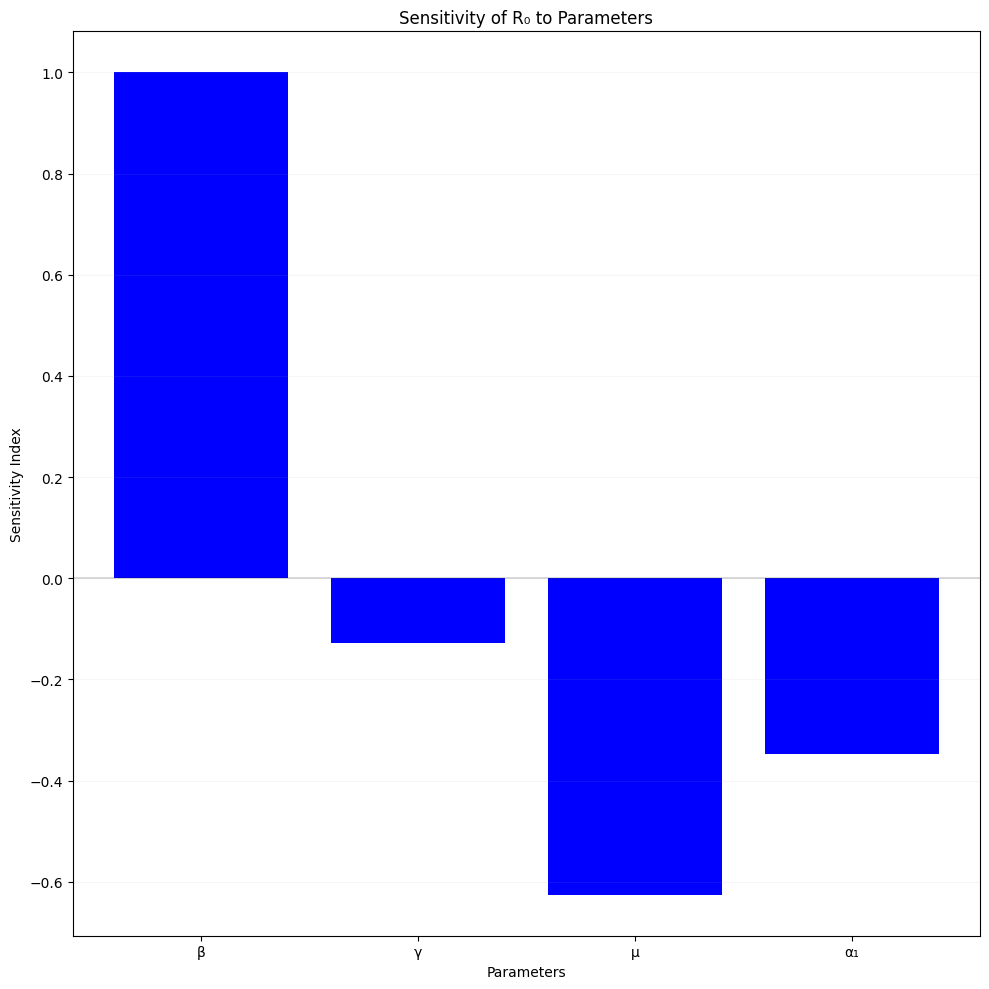 Sensitivity of R₀ to Parameters
Sensitivity Index
1.0
0.8
0.6
0.4
0.2
0.0
−0.2
−0.4
−0.6
β
γ
μ
α₁
Parameters